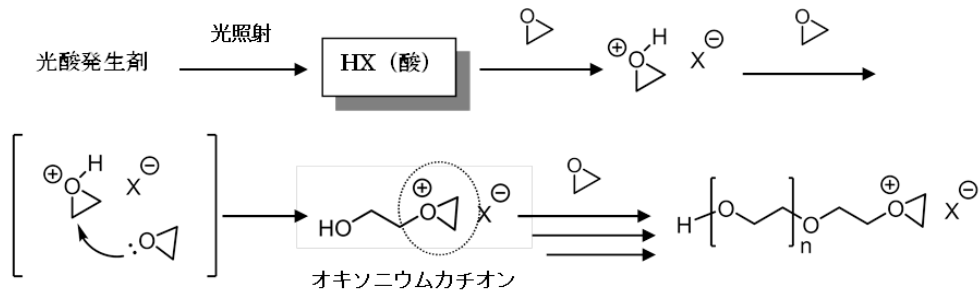 光酸発生剤 光照射 HX（酸） O ⊕ O H X ⊖ O
⊕ O H X ⊖ :O HO ⊕ O X ⊖ O H O O n ⊕ O X ⊖
オキソニウムカチオン